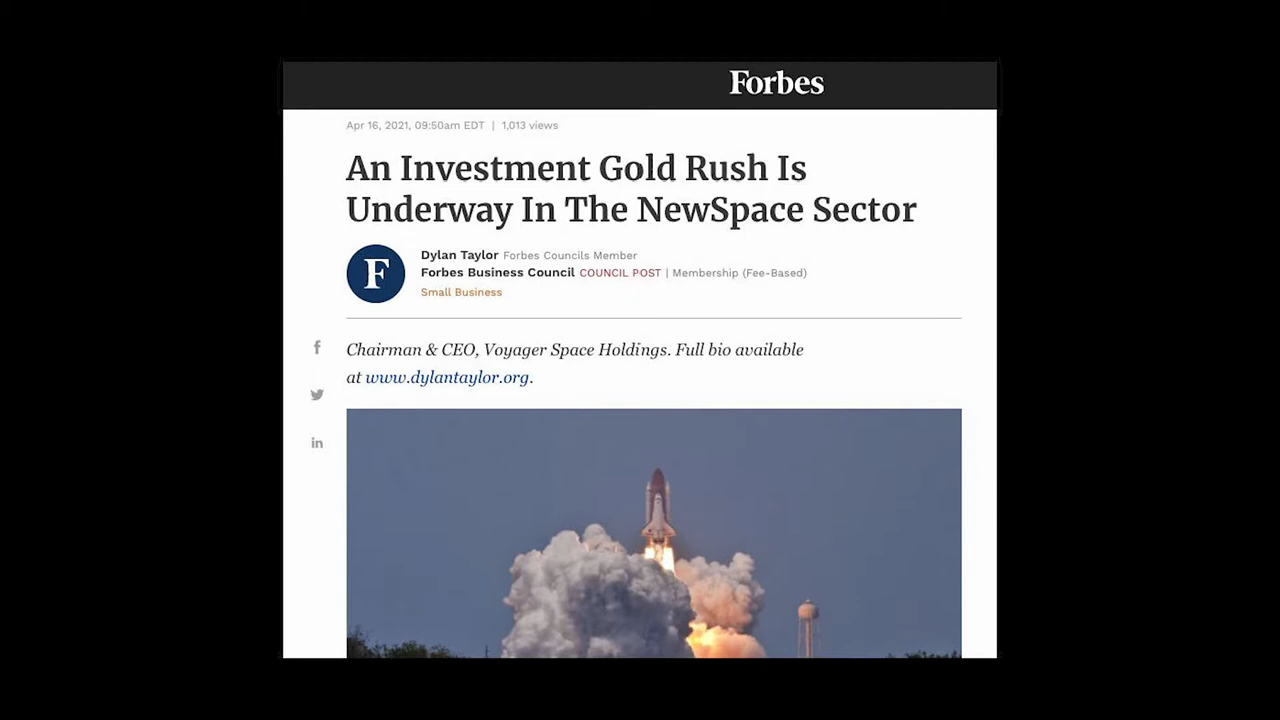 Forbes
Apr 16, 2021, 09:50am EDT | 1,013 views
An Investment Gold Rush Is
Underway In The NewSpace Sector
F
Dylan Taylor Forbes Councils Member
Forbes Business Council COUNCIL POST | Membership (Fee-Based)
Small Business
Chairman & CEO, Voyager Space Holdings. Full bio available
at www.dylantaylor.org.
f
in